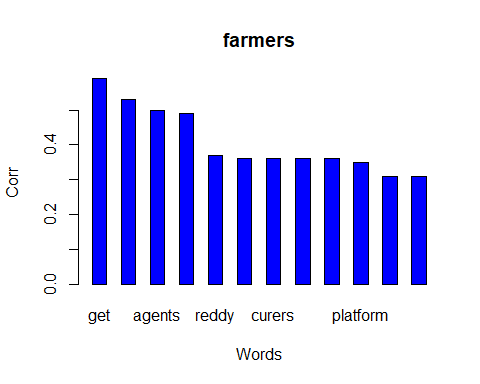 farmers
Corr
0.4
0.2
0.0
get agents reddy curers platform
Words